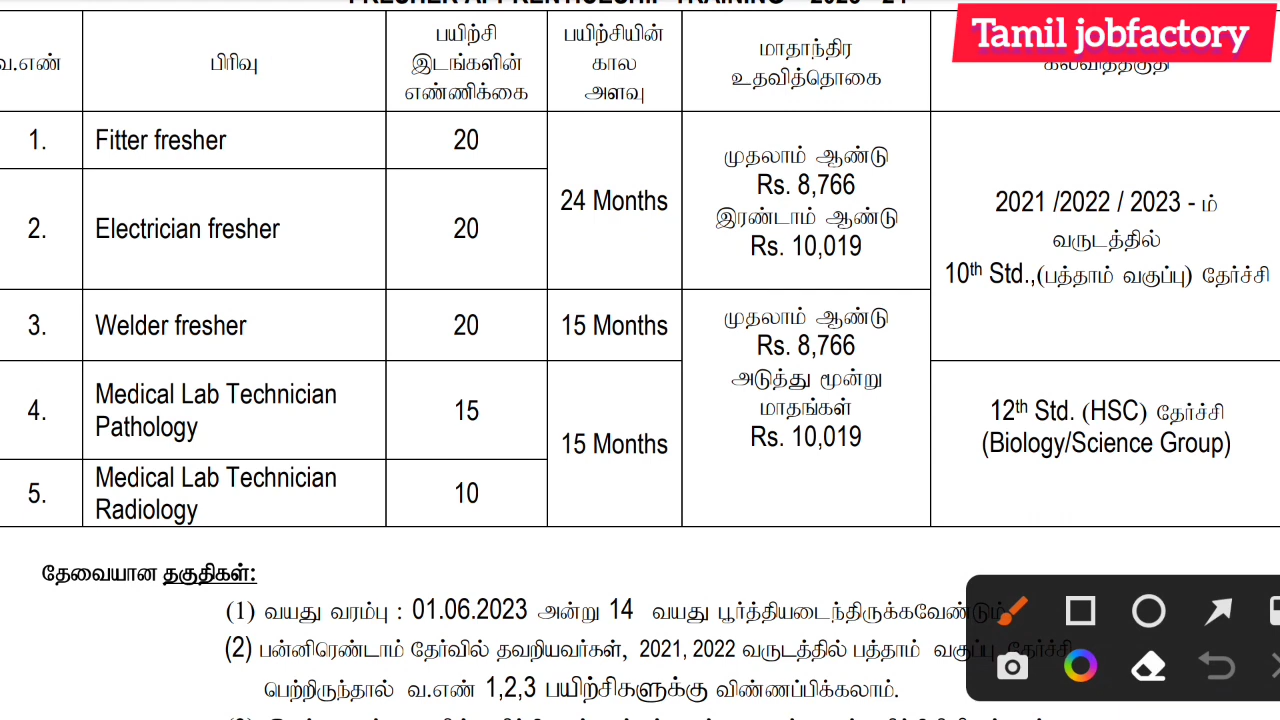 FRESHER APPRENTICESHIP TRAINING - 2023 - 24
Tamil jobfactory
வ.எண்
பிரிவு
பயிற்சி
இடங்களின்
எண்ணிக்கை
பயிற்சியின்
கால
அளவு
மாதாந்திர
உதவித்தொகை
கல்வித்தகுதி
1.
Fitter fresher
20
24 Months
முதலாம் ஆண்டு
Rs. 8,766
இரண்டாம் ஆண்டு
Rs. 10,019
2021 /2022 / 2023 - ம்
வருடத்தில்
10th Std.,(பத்தாம் வகுப்பு) தேர்ச்சி
2.
Electrician fresher
20
3.
Welder fresher
20
15 Months
முதலாம் ஆண்டு
Rs. 8,766
அடுத்து மூன்று
மாதங்கள்
Rs. 10,019
4.
Medical Lab Technician
Pathology
15
15 Months
12th Std. (HSC) தேர்ச்சி
(Biology/Science Group)
5.
Medical Lab Technician
Radiology
10
தேவையான தகுதிகள்:
(1) வயது வரம்பு : 01.06.2023 அன்று 14 வயது பூர்த்தியடைந்திருக்கவேண்டும்
(2) பன்னிரெண்டாம் தேர்வில் தவறியவர்கள், 2021, 2022 வருடத்தில் பத்தாம் வகுப்பு தேர்ச்சி
பெற்றிருந்தால் வ.எண் 1,2,3 பயிற்சிகளுக்கு விண்ணப்பிக்கலாம்.